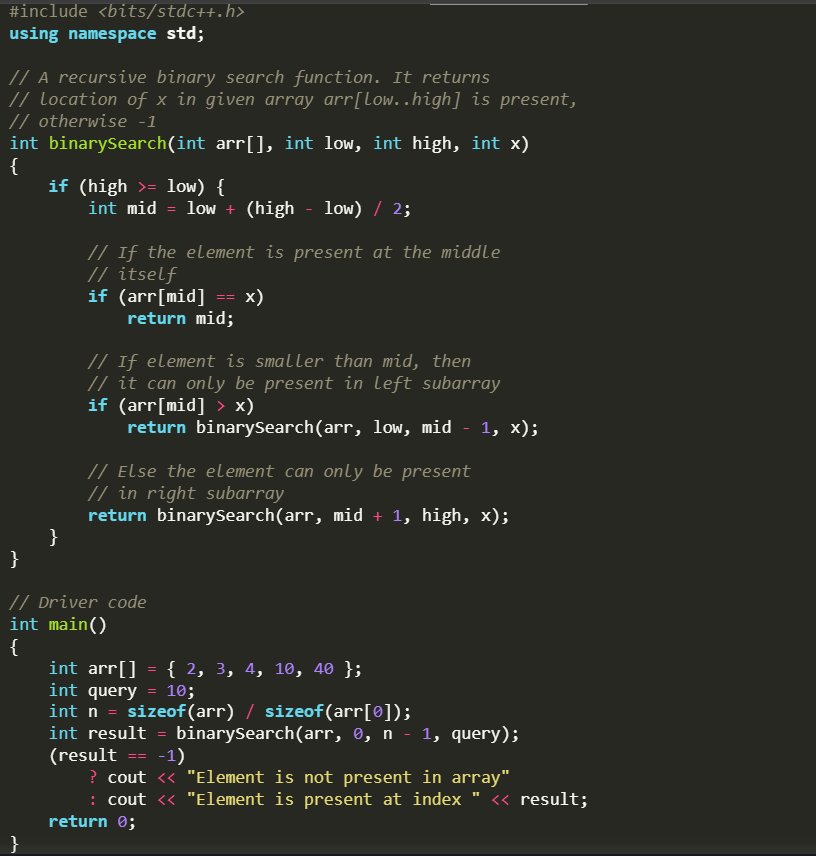 #include <bits/stdc++.h>
using namespace std;

// A recursive binary search function. It returns
// location of x in given array arr[low..high] is present,
// otherwise -1
int binarySearch(int arr[], int low, int high, int x)
{
    if (high >= low) {
        int mid = low + (high - low) / 2;

        // If the element is present at the middle
        // itself
        if (arr[mid] == x)
            return mid;

        // If element is smaller than mid, then
        // it can only be present in left subarray
        if (arr[mid] > x)
            return binarySearch(arr, low, mid - 1, x);

        // Else the element can only be present
        // in right subarray
        return binarySearch(arr, mid + 1, high, x);
    }
}

// Driver code
int main()
{
    int arr[] = { 2, 3, 4, 10, 40 };
    int query = 10;
    int n = sizeof(arr) / sizeof(arr[0]);
    int result = binarySearch(arr, 0, n - 1, query);
    (result == -1)
        ? cout << "Element is not present in array"
        : cout << "Element is present at index " << result;
    return 0;
}